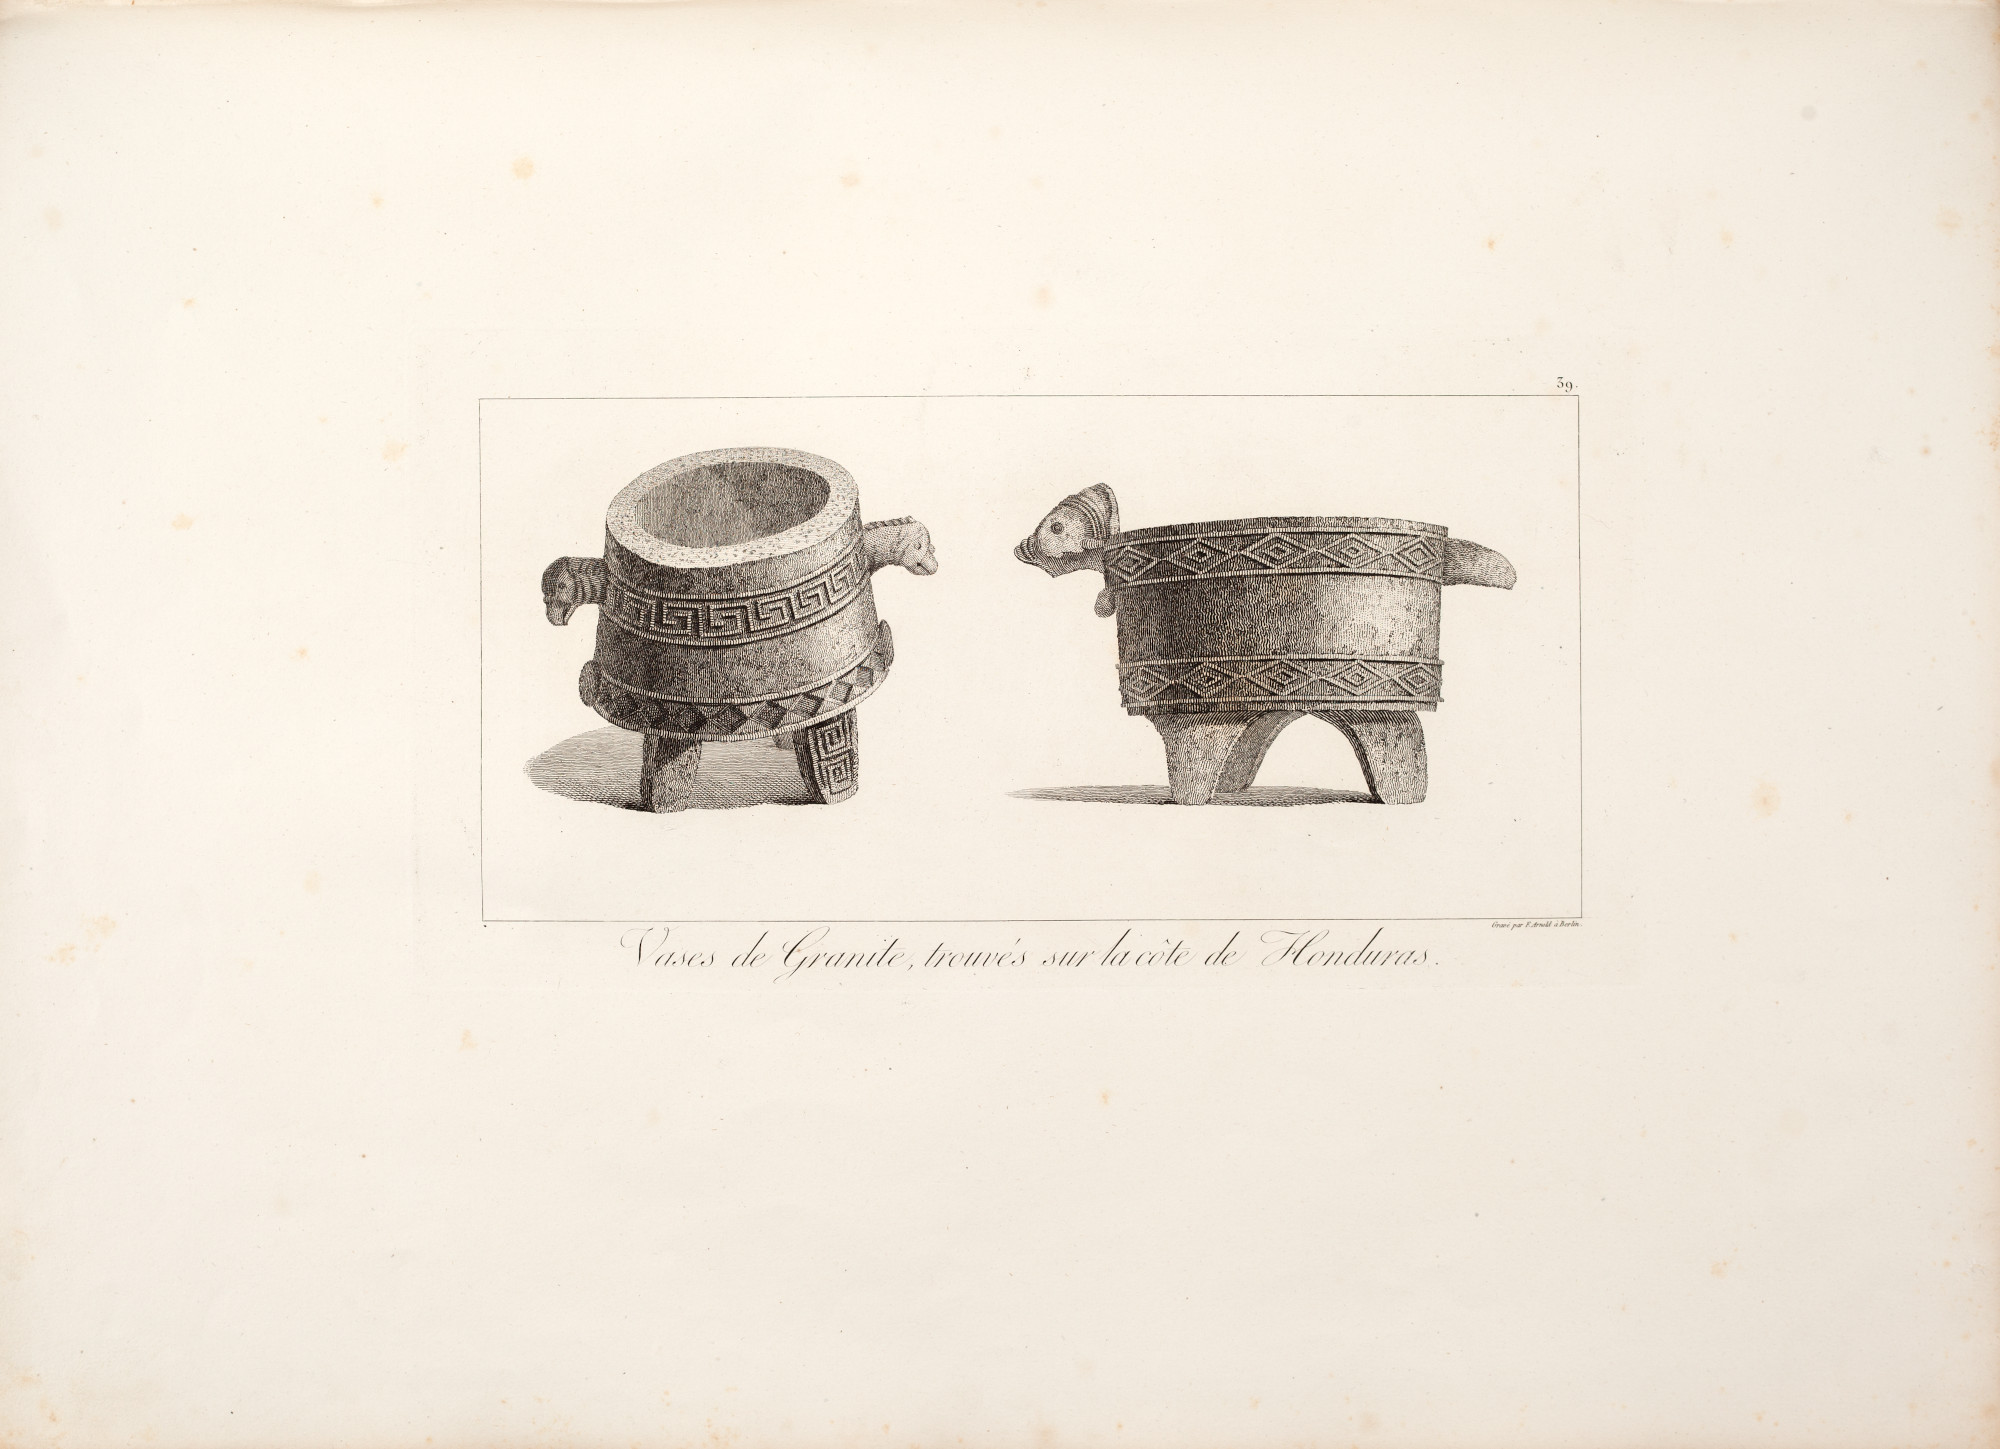 39.
Gravé par F. Arnold à Berlin.
Vases de Granite, trouvés sur la côte de Honduras.